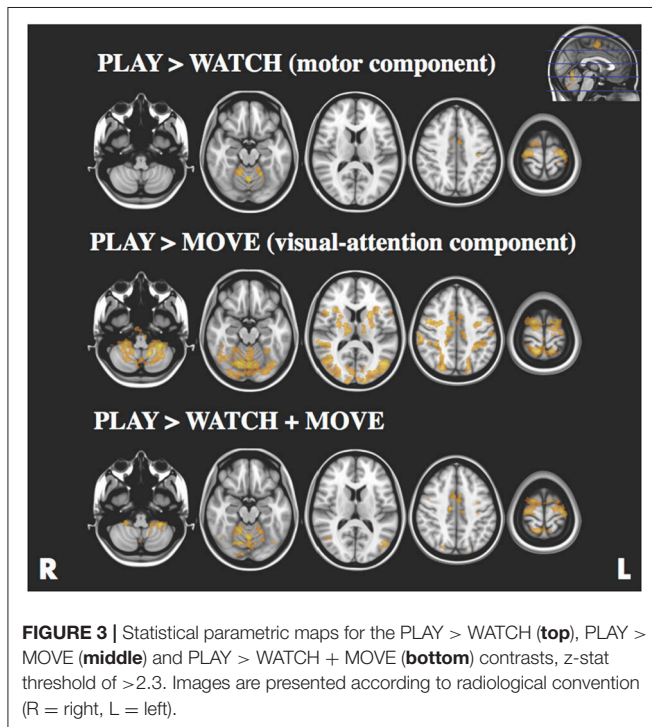 PLAY > WATCH (motor component)
PLAY > MOVE (visual-attention component)
PLAY > WATCH + MOVE
R
L
FIGURE 3 | Statistical parametric maps for the PLAY > WATCH (top), PLAY >
MOVE (middle) and PLAY > WATCH + MOVE (bottom) contrasts, z-stat
threshold of >2.3. Images are presented according to radiological convention
(R = right, L = left).